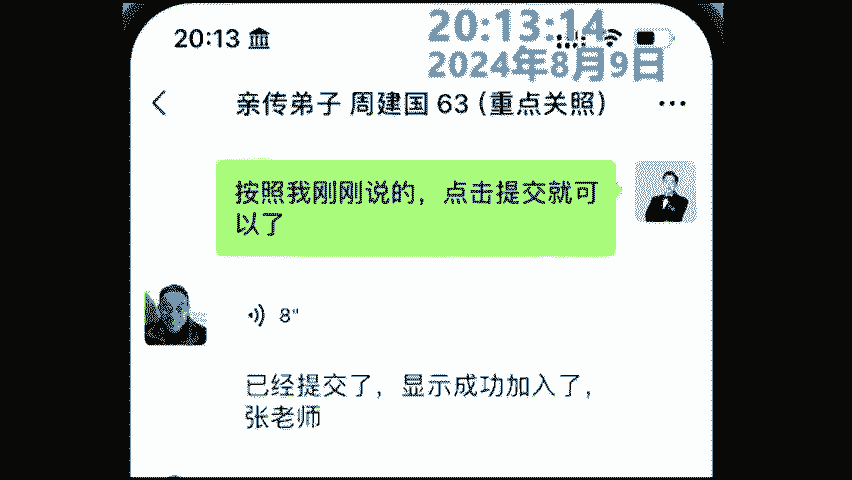 20:13
20:13:14
2024年8月9日
亲传弟子 周建国 63（重点关照）
按照我刚刚说的，点击提交就可
以了
8"
已经提交了，显示成功加入了，
张老师